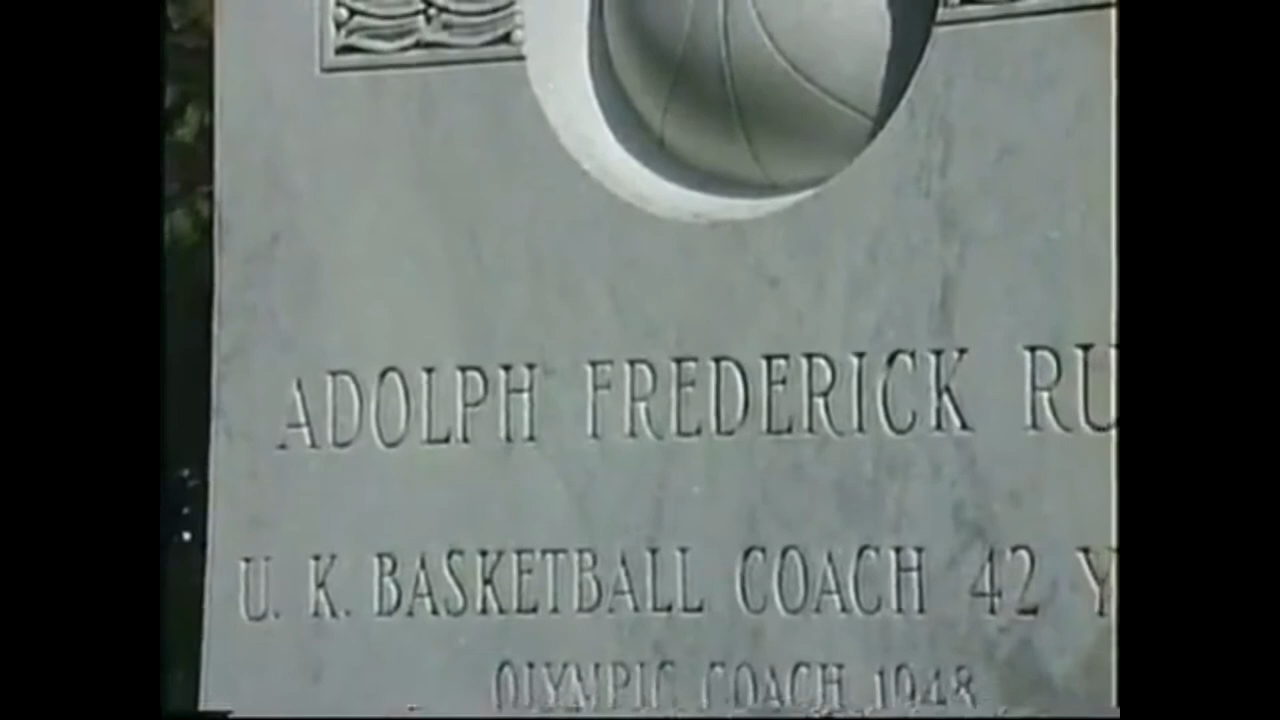 ADOLPH FREDERICK RU
U. K. BASKETBALL COACH 42 Y
OLYMPIC COACH 1948